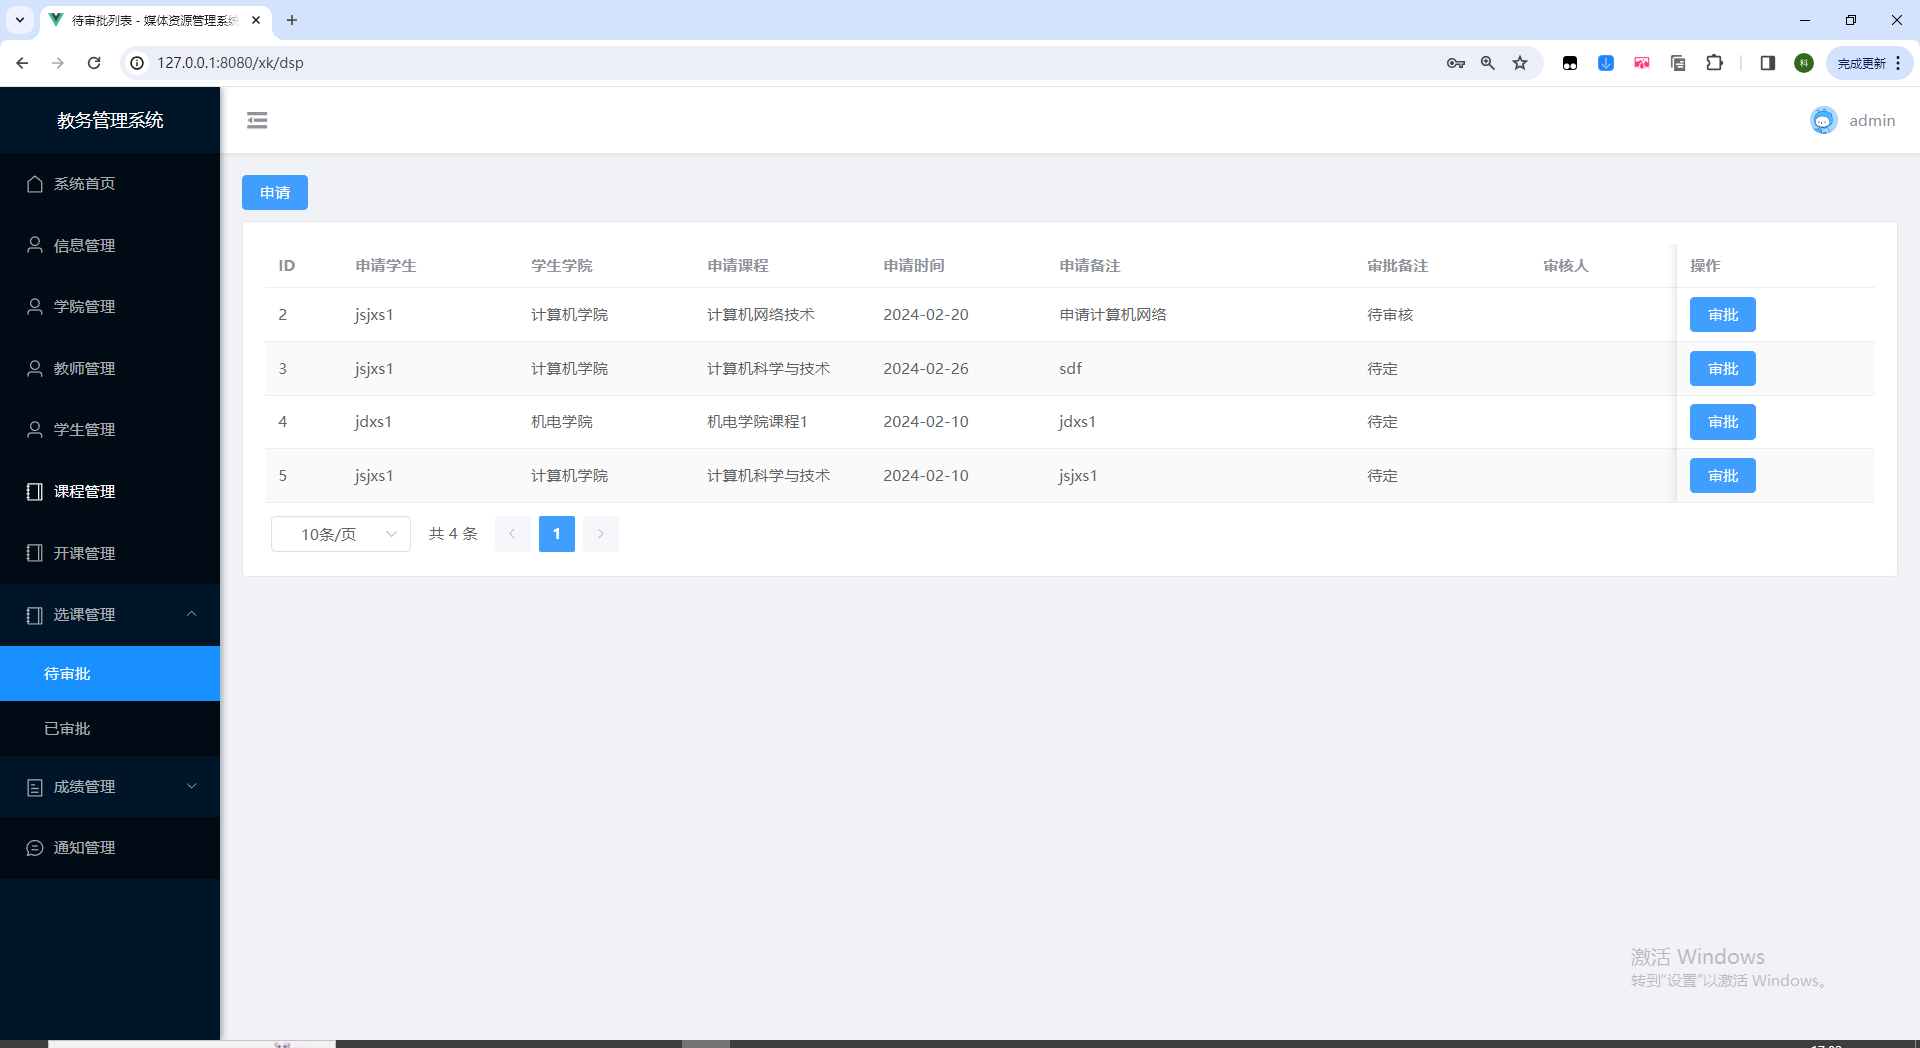 待审批列表 - 媒体资源管理系统
127.0.0.1:8080/xk/dsp
科
完成更新
教务管理系统
admin
系统首页
信息管理
学院管理
教师管理
学生管理
课程管理
开课管理
选课管理
待审批
已审批
成绩管理
通知管理
申请
ID 申请学生 学生学院 申请课程 申请时间 申请备注 审批备注 审核人 操作
2 jsjxs1 计算机学院 计算机网络技术 2024-02-20 申请计算机网络 待审核 审批
3 jsjxs1 计算机学院 计算机科学与技术 2024-02-26 sdf 待定 审批
4 jdxs1 机电学院 机电学院课程1 2024-02-10 jdxs1 待定 审批
5 jsjxs1 计算机学院 计算机科学与技术 2024-02-10 jsjxs1 待定 审批
10条/页 共 4 条 1
激活 Windows
转到"设置"以激活 Windows。